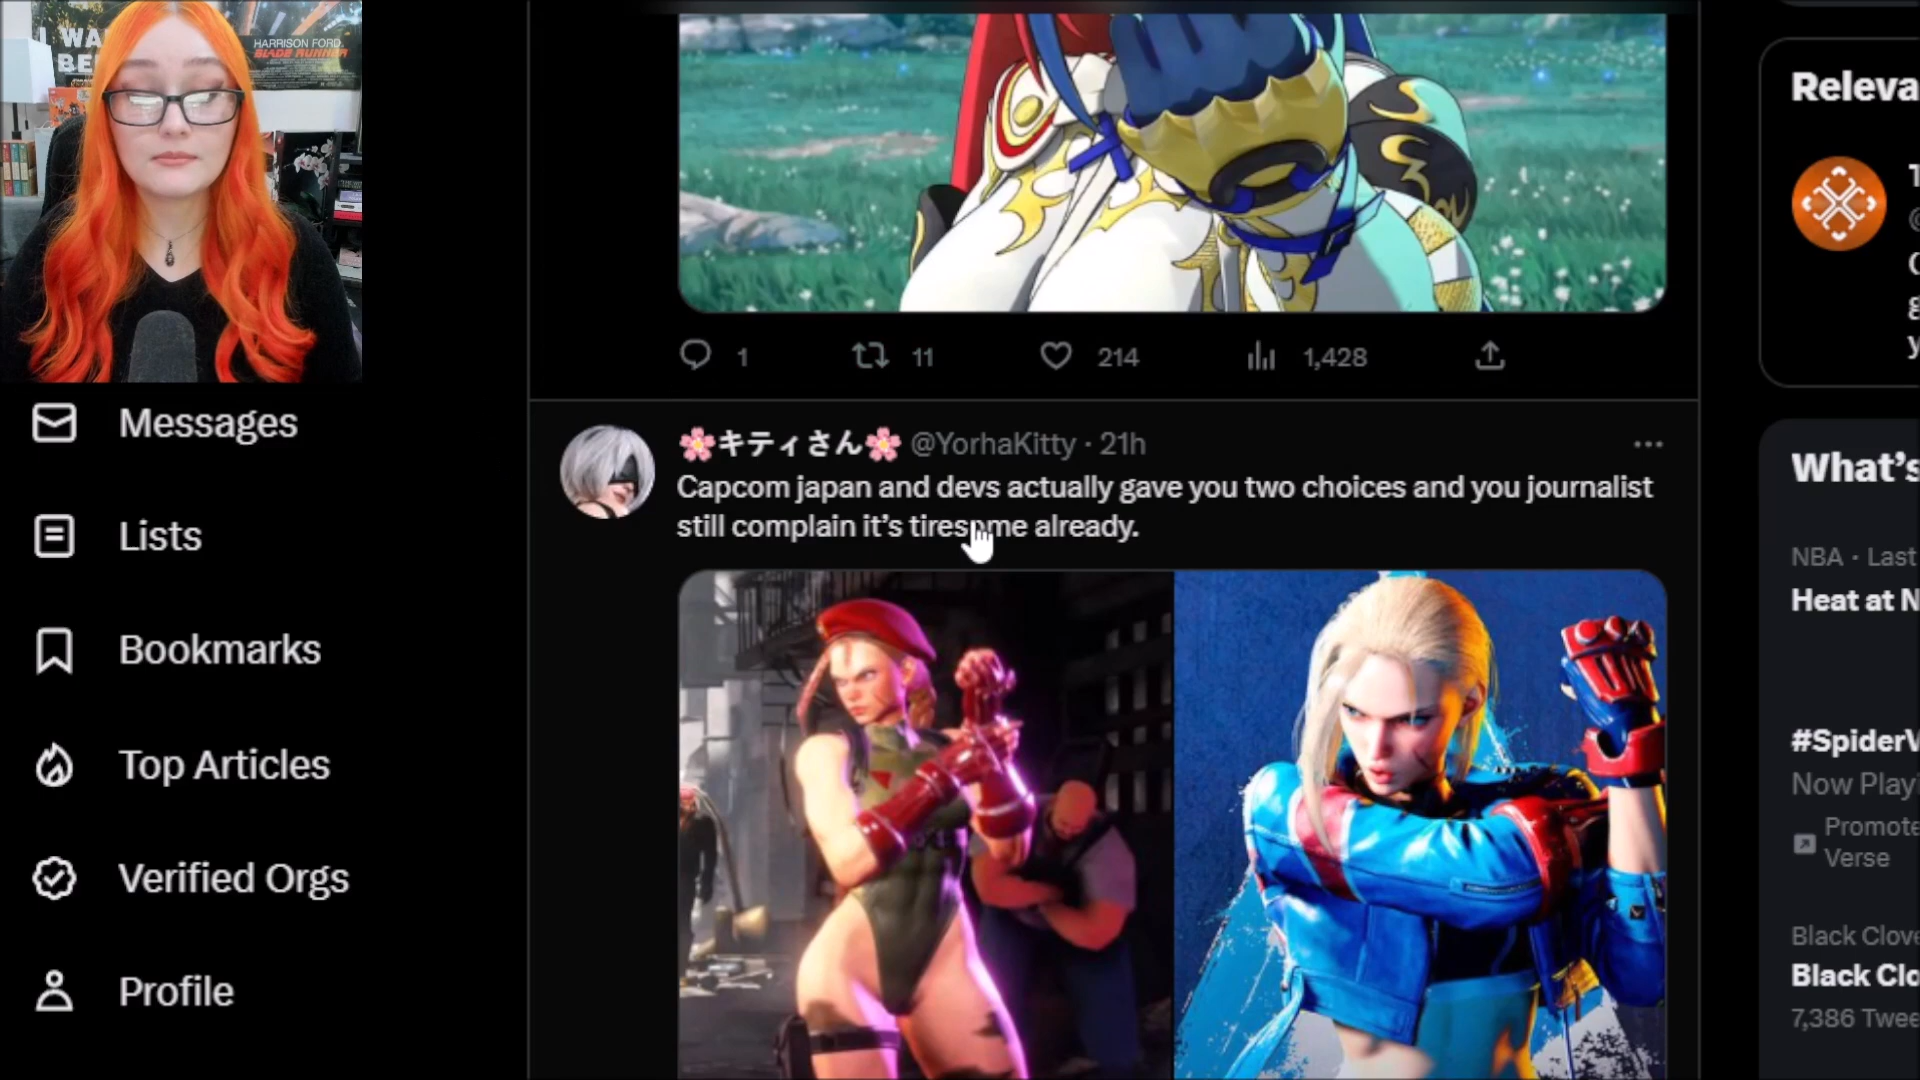 I WA
BE
HARRISON FORD.
BLADE RUNNER
Messages
Lists
Bookmarks
Top Articles
Verified Orgs
Profile
1
11
214
1,428
🌸キティさん🌸 @YorhaKitty · 21h
Capcom japan and devs actually gave you two choices and you journalist
still complain it's tiresome already.
Releva
What's
NBA · Last
Heat at N
#SpiderV
Now Playi
Promote
Verse
Black Clove
Black Clo
7,386 Twee